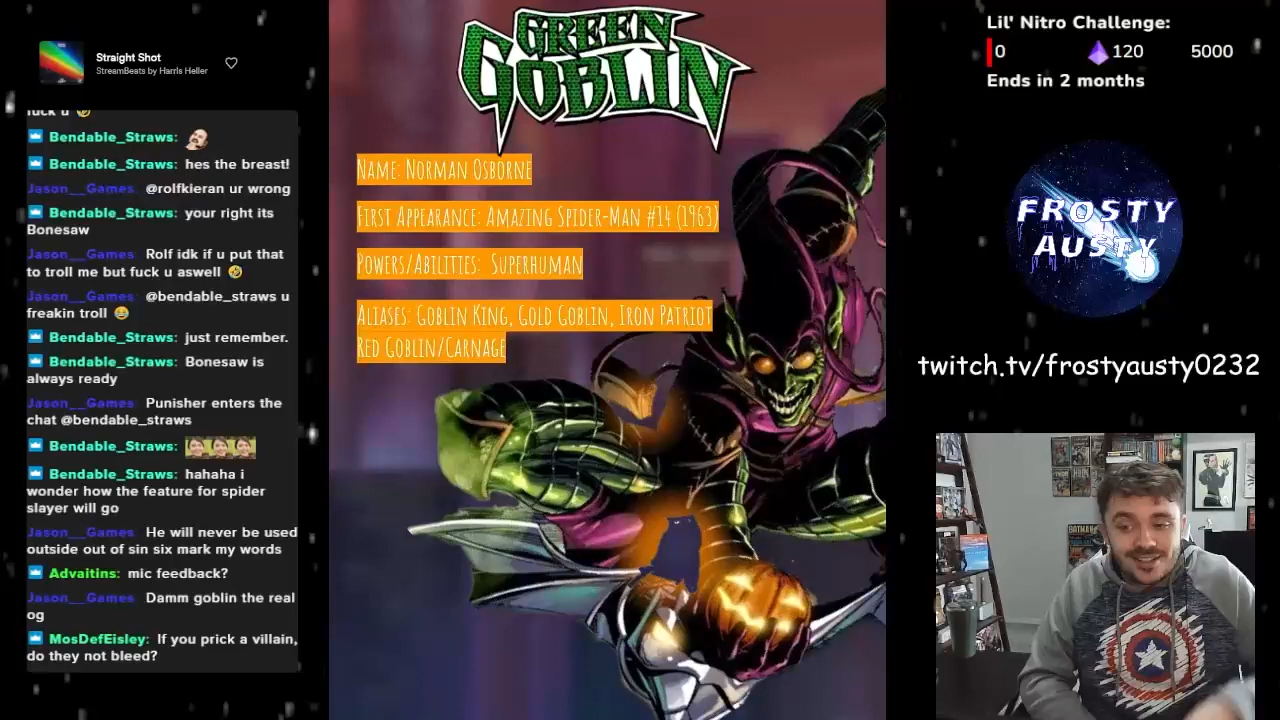 Straight Shot
StreamBeats by Harris Heller
fuck u 🤣
Bendable_Straws:
Bendable_Straws: hes the breast!
Jason__Games: @rolfkieran ur wrong
Bendable_Straws: your right its
Bonesaw
Jason__Games: Rolf idk if u put that
to troll me but fuck u aswell 🤣
Jason__Games: @bendable_straws u
freakin troll 😂
Bendable_Straws: just remember.
Bendable_Straws: Bonesaw is
always ready
Jason__Games: Punisher enters the
chat @bendable_straws
Bendable_Straws:
Bendable_Straws: hahaha i
wonder how the feature for spider
slayer will go
Jason__Games: He will never be used
outside out of sin six mark my words
Advaitins: mic feedback?
Jason__Games: Damm goblin the real
og
MosDefEisley: If you prick a villain,
do they not bleed?
GREEN
GOBLIN
Name: Norman Osborne
First Appearance: Amazing Spider-Man #14 (1963)
Powers/Abilities: Superhuman
Aliases: Goblin King, Gold Goblin, Iron Patriot
Red Goblin/Carnage
Lil' Nitro Challenge:
0 120 5000
Ends in 2 months
FROSTY
AUSTY
twitch.tv/frostyausty0232
BATMAN